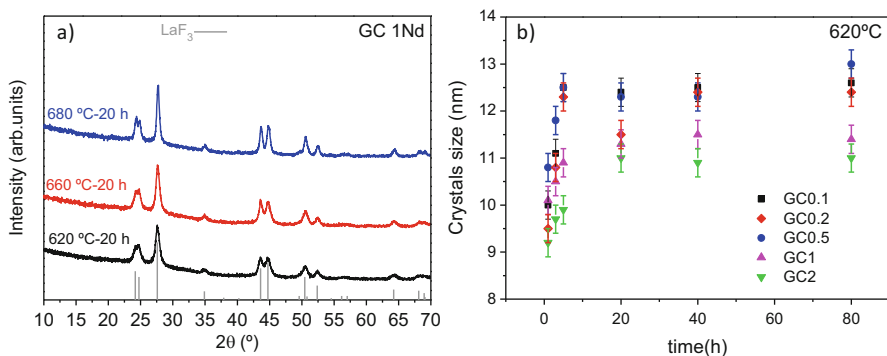 a)
LaF3
GC 1Nd
680 ºC-20 h
660 ºC-20 h
620 ºC-20 h
Intensity (arb.units)
10 15 20 25 30 35 40 45 50 55 60 65 70
2θ (º)
b)
620ºC
14
13
12
11
10
9
8
Crystals size (nm)
GC0.1
GC0.2
GC0.5
GC1
GC2
0 20 40 60 80
time(h)